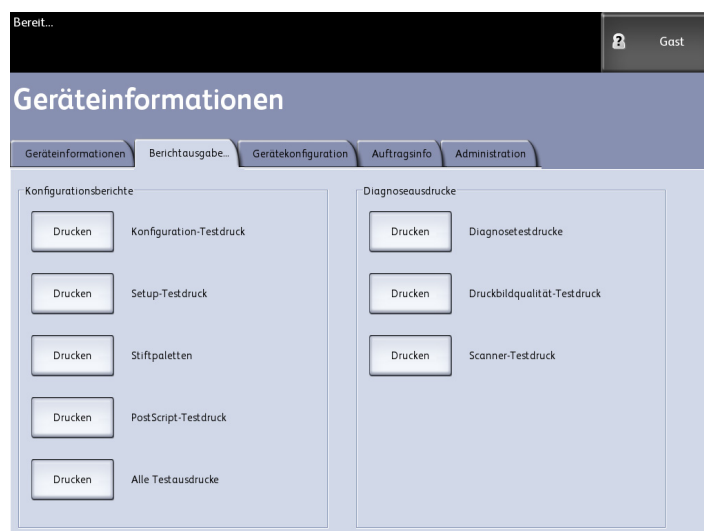 Bereit...
Gast
Geräteinformationen
Geräteinformationen
Berichtausgabe...
Gerätekonfiguration
Auftragsinfo
Administration
Konfigurationsberichte
Drucken Konfiguration-Testdruck
Drucken Setup-Testdruck
Drucken Stiftpaletten
Drucken PostScript-Testdruck
Drucken Alle Testausdrucke
Diagnoseausdrucke
Drucken Diagnosetestdrucke
Drucken Druckbildqualität-Testdruck
Drucken Scanner-Testdruck